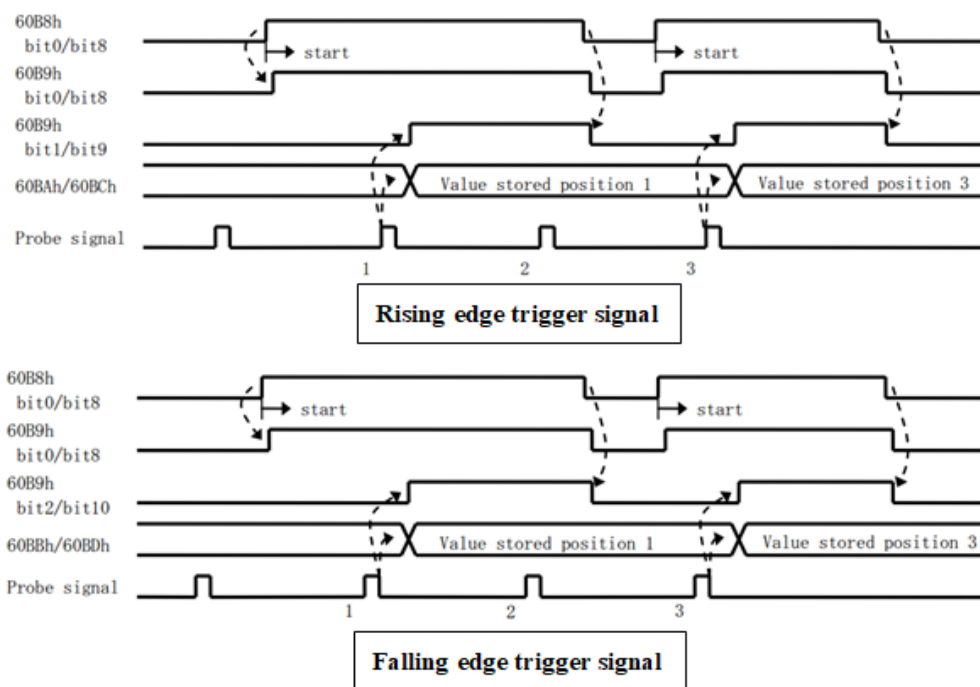 60B8h
bit0/bit8
start
start
60B9h
bit0/bit8
60B9h
bit1/bit9
60BAh/60BCh
Value stored position 1
Value stored position 3
Probe signal
1
2
3
Rising edge trigger signal
60B8h
bit0/bit8
start
start
60B9h
bit0/bit8
60B9h
bit2/bit10
60BBh/60BDh
Value stored position 1
Value stored position 3
Probe signal
1
2
3
Falling edge trigger signal